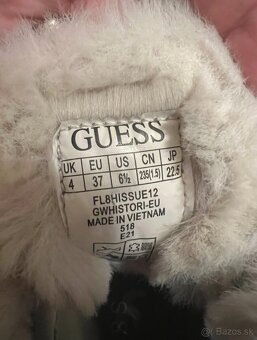 GUESS
UK EU US CN JP
4 37 6½ 235(1.5) 22.5
FL8HISSUE12
GWHISTORI-EU
MADE IN VIETNAM
518
E21
Bazos.sk